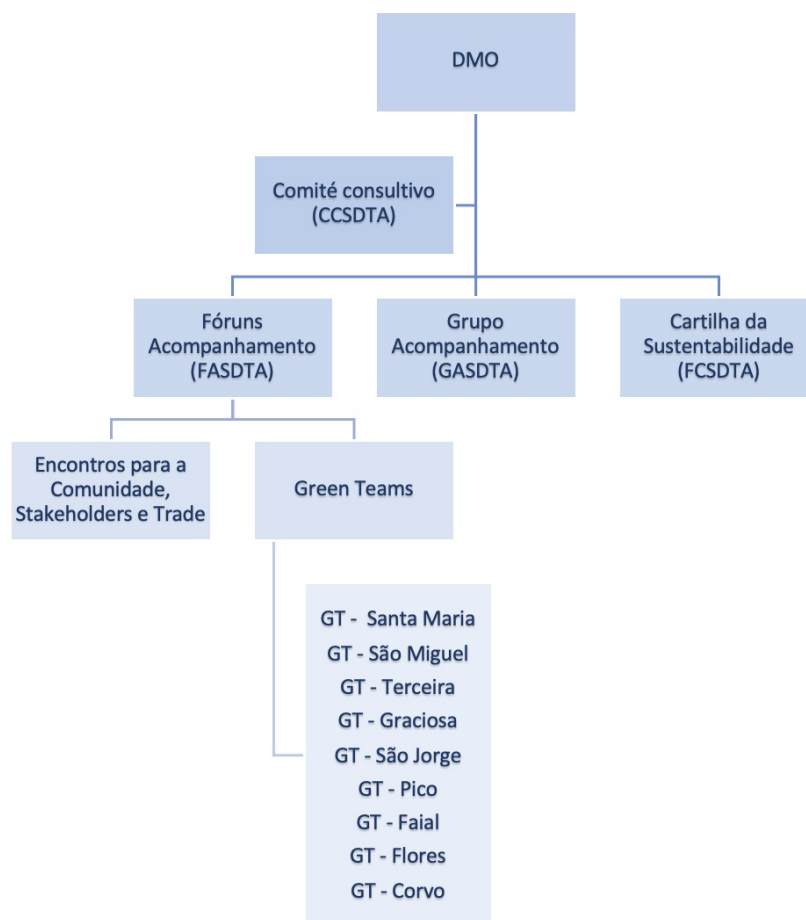 DMO
Comité consultivo
(CCSDTA)
Fóruns
Acompanhamento
(FASDTA)
Grupo
Acompanhamento
(GASDTA)
Cartilha da
Sustentabilidade
(FCSDTA)
Encontros para a
Comunidade,
Stakeholders e Trade
Green Teams
GT - Santa Maria
GT - São Miguel
GT - Terceira
GT - Graciosa
GT - São Jorge
GT - Pico
GT - Faial
GT - Flores
GT - Corvo